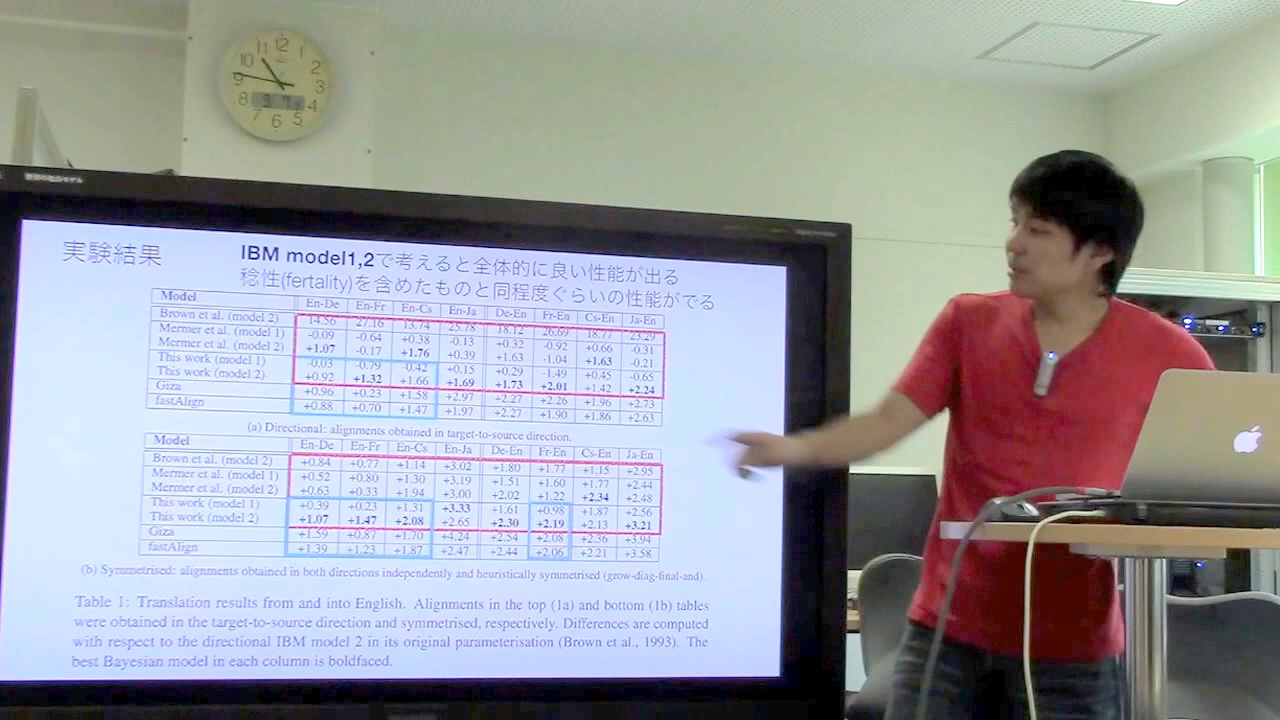 12
11 1
10 2
9 3
8 4
7 6 5
実験結果
IBM model1,2で考えると全体的に良い性能が出る
稔性(fertality)を含めたものと同程度ぐらいの性能がでる
Model En-De En-Fr En-Cs En-Ja De-En Fr-En Cs-En Ja-En
Brown et al. (model 2) 14.56 27.16 13.74 25.78 18.12 26.69 18.77 23.29
Mermer et al. (model 1) -0.09 -0.64 +0.38 -0.13 +0.32 -0.92 +0.66 -0.31
Mermer et al. (model 2) +1.07 -0.17 +1.76 +0.39 +1.63 -1.04 +1.63 -0.21
This work (model 1) -0.03 -0.79 -0.42 +0.15 +0.29 -1.49 +0.45 -0.65
This work (model 2) +0.92 +1.32 +1.66 +1.69 +1.73 +2.01 +1.42 +2.24
Giza +0.96 +0.23 +1.58 +2.97 +2.27 +2.26 +1.96 +2.73
fastAlign +0.88 +0.70 +1.47 +1.97 +2.27 +1.90 +1.86 +2.63
(a) Directional: alignments obtained in target-to-source direction.
Model En-De En-Fr En-Cs En-Ja De-En Fr-En Cs-En Ja-En
Brown et al. (model 2) +0.84 +0.77 +1.14 +3.02 +1.80 +1.77 +1.15 +2.95
Mermer et al. (model 1) +0.52 +0.80 +1.30 +3.19 +1.51 +1.60 +1.77 +2.44
Mermer et al. (model 2) +0.63 +0.33 +1.94 +3.00 +2.02 +1.22 +2.34 +2.48
This work (model 1) +0.39 +0.23 +1.31 +3.33 +1.61 +0.98 +1.87 +2.56
This work (model 2) +1.07 +1.47 +2.08 +2.65 +2.30 +2.19 +2.13 +3.21
Giza +1.59 +0.87 +1.70 +4.24 +2.54 +2.08 +2.36 +3.94
fastAlign +1.39 +1.23 +1.87 +2.47 +2.44 +2.06 +2.21 +3.58
(b) Symmetrised: alignments obtained in both directions independently and heuristically symmetrised (grow-diag-final-and).
Table 1: Translation results from and into English. Alignments in the top (1a) and bottom (1b) tables
were obtained in the target-to-source direction and symmetrised, respectively. Differences are computed
with respect to the directional IBM model 2 in its original parameterisation (Brown et al., 1993). The
best Bayesian model in each column is boldfaced.